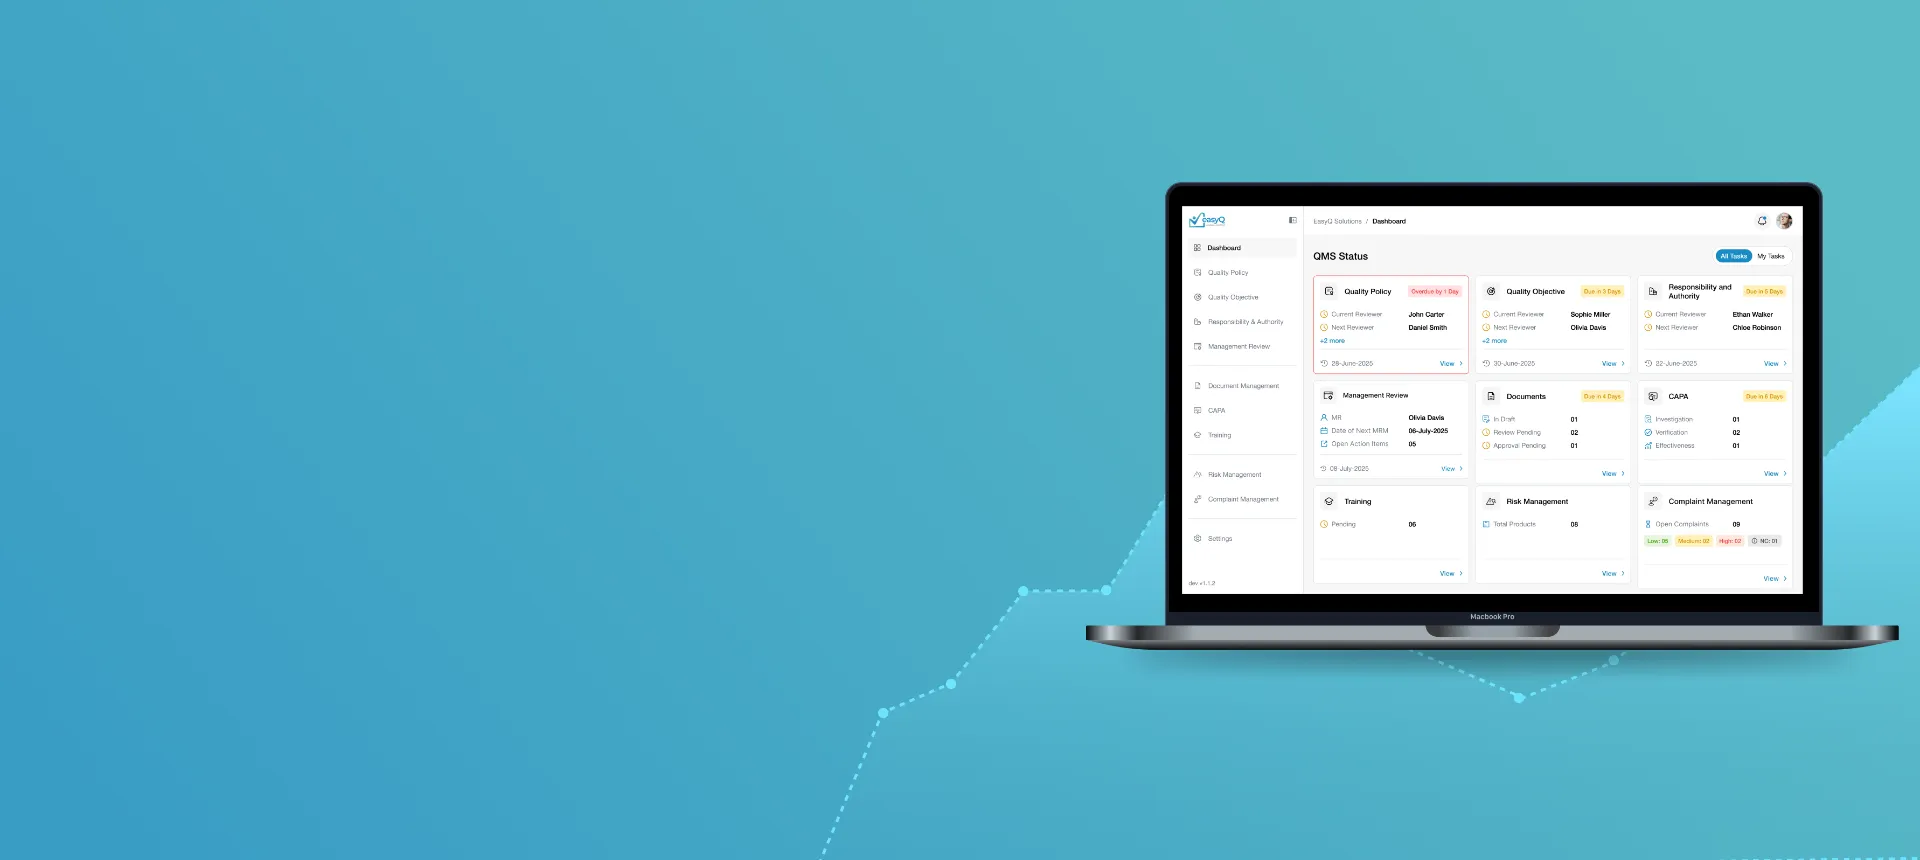 easyQ
EasyQ Solutions / Dashboard
Dashboard
Quality Policy
Quality Objective
Responsibility & Authority
Management Review
Document Management
CAPA
Training
Risk Management
Complaint Management
Settings
dev v1.1.2
QMS Status
All Tasks My Tasks
Quality Policy Overdue by 1 Day
Current Reviewer John Carter
Next Reviewer Daniel Smith
+2 more
28-June-2025 View
Quality Objective Due in 3 Days
Current Reviewer Sophie Miller
Next Reviewer Olivia Davis
+2 more
30-June-2025 View
Responsibility and
Authority Due in 5 Days
Current Reviewer Ethan Walker
Next Reviewer Chloe Robinson
22-June-2025 View
Management Review
MR Olivia Davis
Date of Next MRM 06-July-2025
Open Action Items 05
09-July-2025 View
Documents Due in 4 Days
In Draft 01
Review Pending 02
Approval Pending 01
View
CAPA Due in 6 Days
Investigation 01
Verification 02
Effectiveness 01
View
Training
Pending 06
View
Risk Management
Total Products 08
View
Complaint Management
Open Complaints 09
Low: 05 Medium: 02 High: 02 NC: 01
View
Macbook Pro